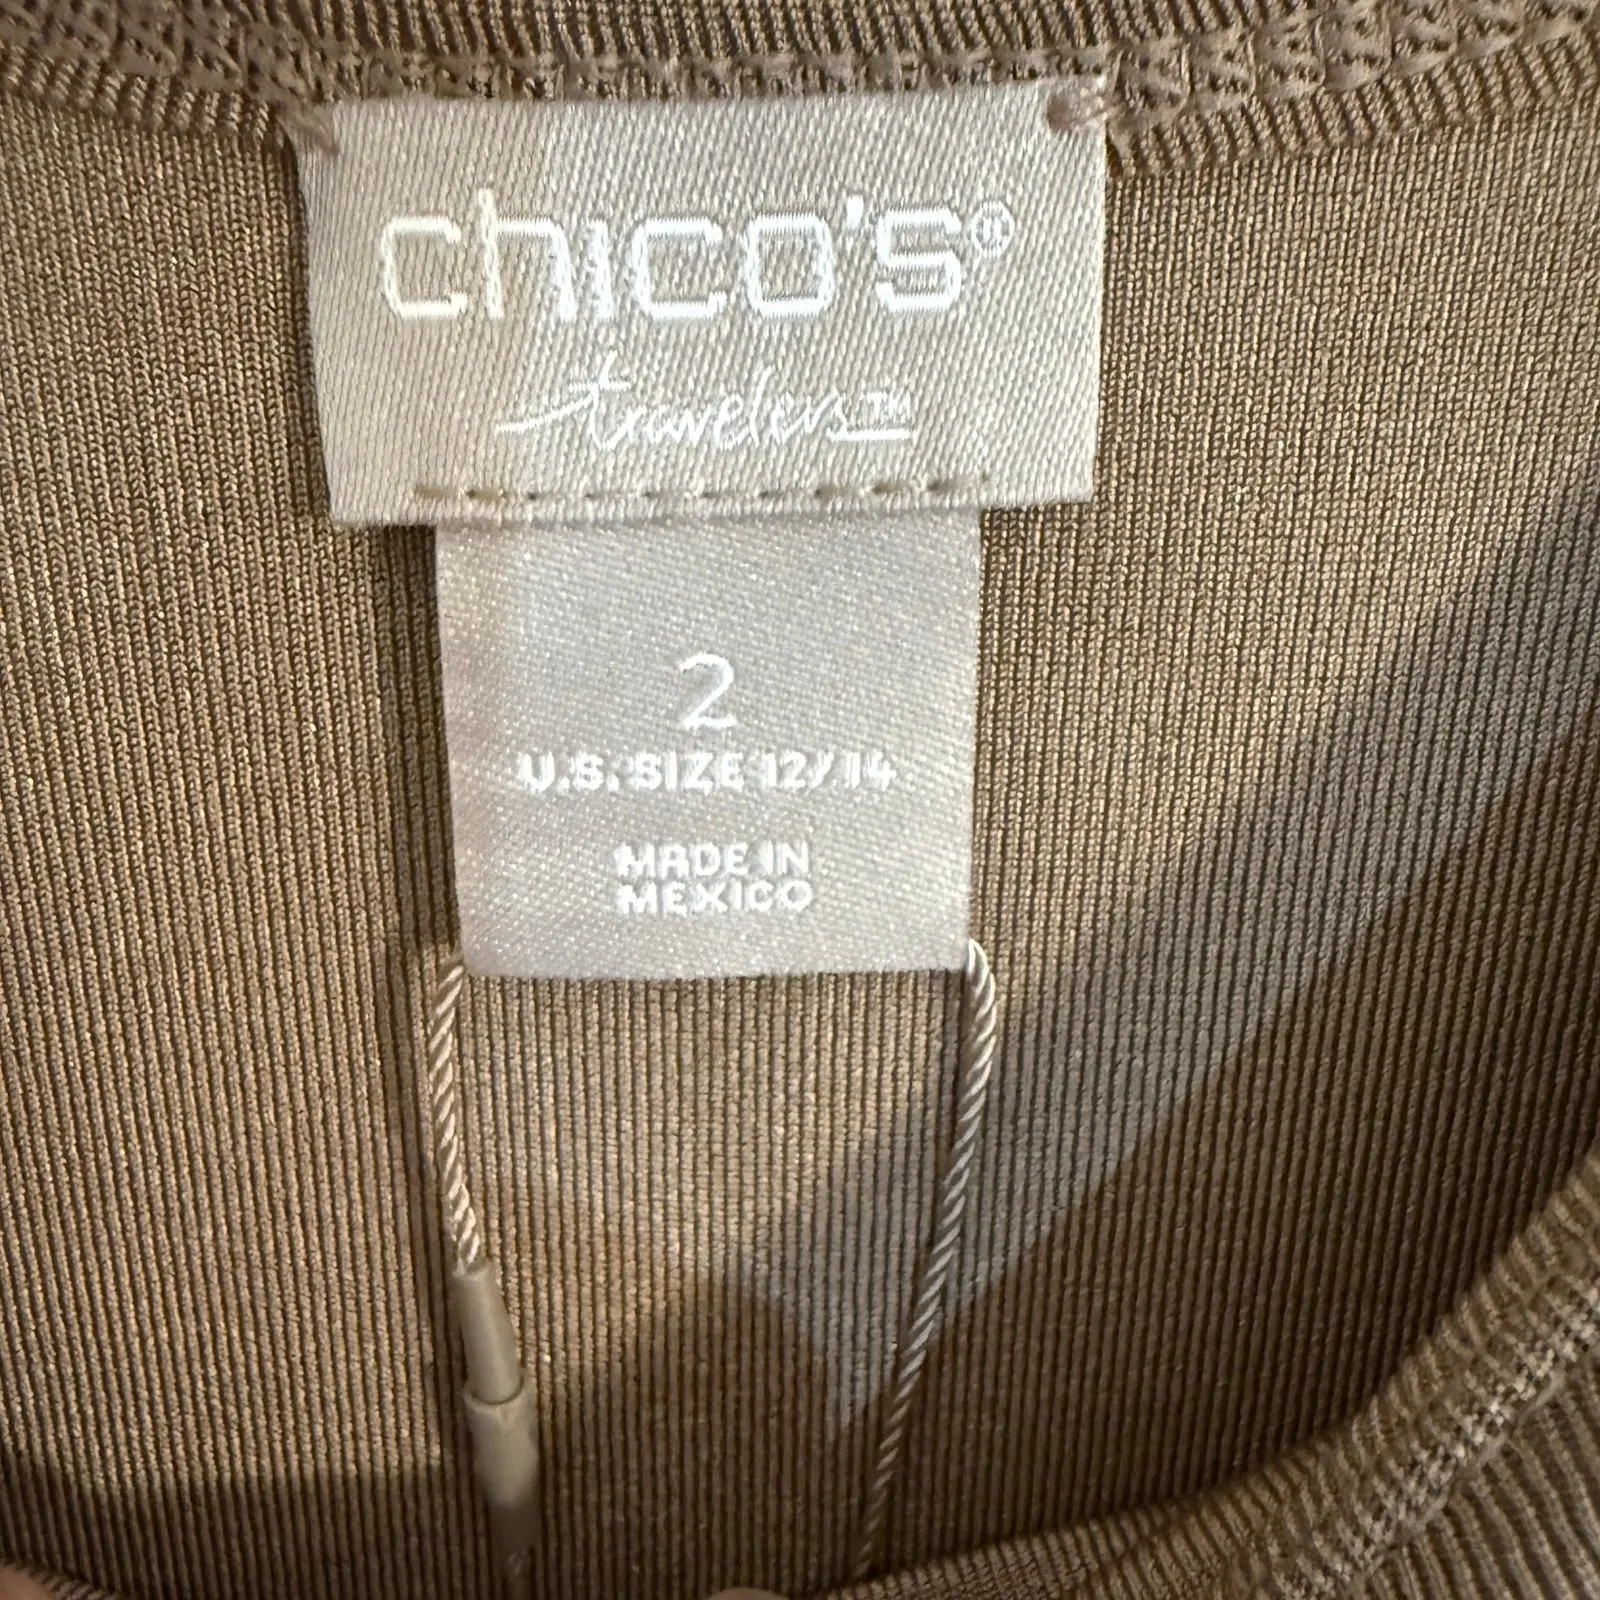 chico's®
travelers™
2
U.S. SIZE 12/14
MADE IN
MEXICO